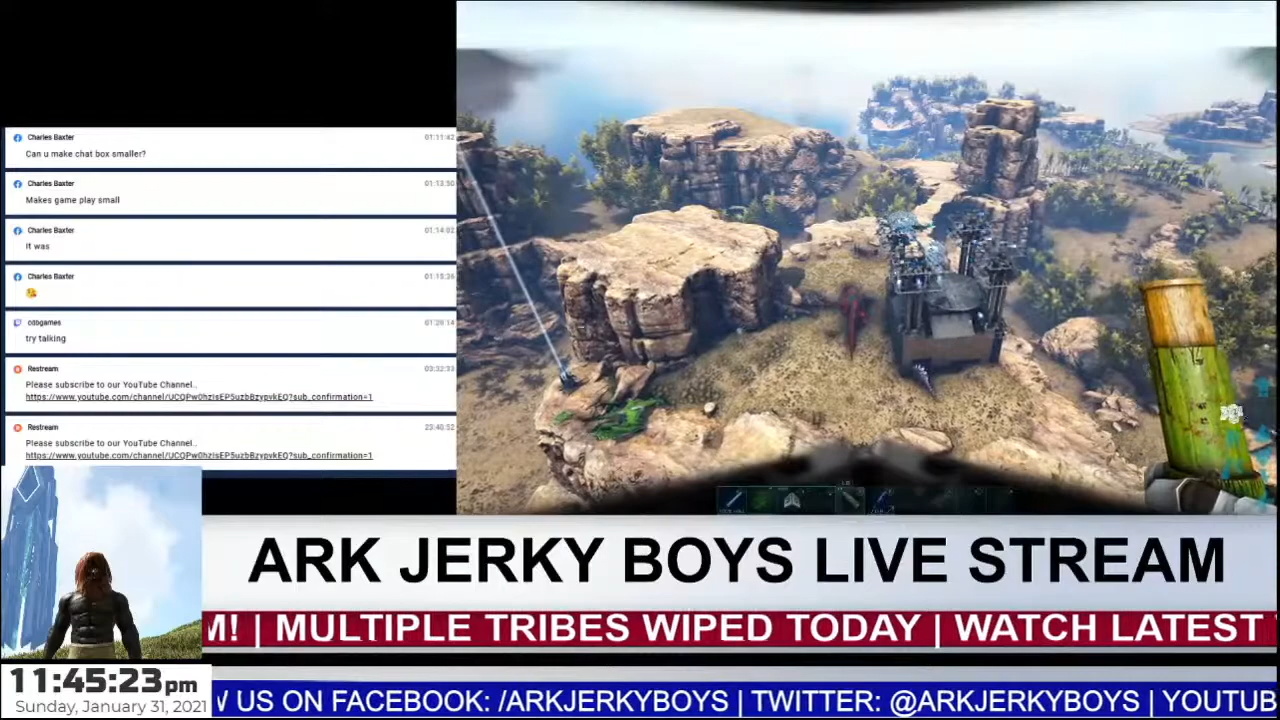 Charles Baxter 01:11:42
Can u make chat box smaller?
Charles Baxter 01:13:50
Makes game play small
Charles Baxter 01:14:02
It was
Charles Baxter 01:15:36
01:26:14
try talking
Restream 03:32:33
Please subscribe to our YouTube Channel..
Restream 23:40:52
Please subscribe to our YouTube Channel..
ARK JERKY BOYS LIVE STREAM
M! | MULTIPLE TRIBES WIPED TODAY | WATCH LATEST
11:45:23pm
Sunday, January 31, 2021
W US ON FACEBOOK: /ARKJERKYBOYS | TWITTER: @ARKJERKYBOYS | YOUTUB